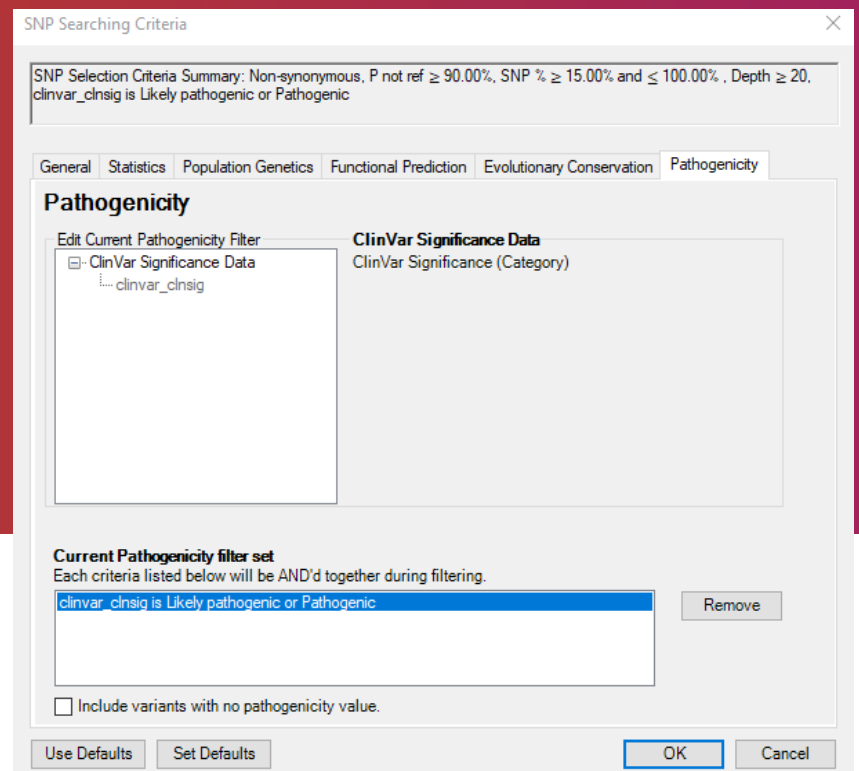 SNP Searching Criteria
SNP Selection Criteria Summary: Non-synonymous, P not ref ≥ 90.00%, SNP % ≥ 15.00% and ≤ 100.00% , Depth ≥ 20,
clinvar_clnsig is Likely pathogenic or Pathogenic
General Statistics Population Genetics Functional Prediction Evolutionary Conservation Pathogenicity
Pathogenicity
Edit Current Pathogenicity Filter
ClinVar Significance Data
clinvar_clnsig
ClinVar Significance Data
ClinVar Significance (Category)
Current Pathogenicity filter set
Each criteria listed below will be AND'd together during filtering.
clinvar_clnsig is Likely pathogenic or Pathogenic
Remove
Include variants with no pathogenicity value.
Use Defaults Set Defaults OK Cancel